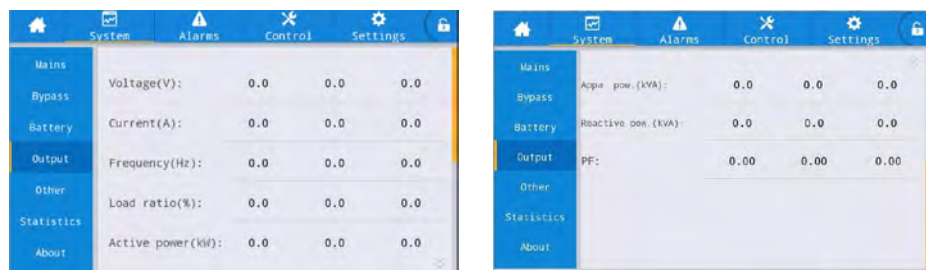 System Alarms Control Settings
Mains
Bypass
Battery
Output
Other
Statistics
About
Voltage(V): 0.0 0.0 0.0
Current(A): 0.0 0.0 0.0
Frequency(Hz): 0.0 0.0 0.0
Load ratio(%): 0.0 0.0 0.0
Active power(kW): 0.0 0.0 0.0
System Alarms Control Settings
Mains
Bypass
Battery
Output
Other
Statistics
About
Appa. pow.(kVA): 0.0 0.0 0.0
Reactive pow.(kVA): 0.0 0.0 0.0
PF: 0.00 0.00 0.00